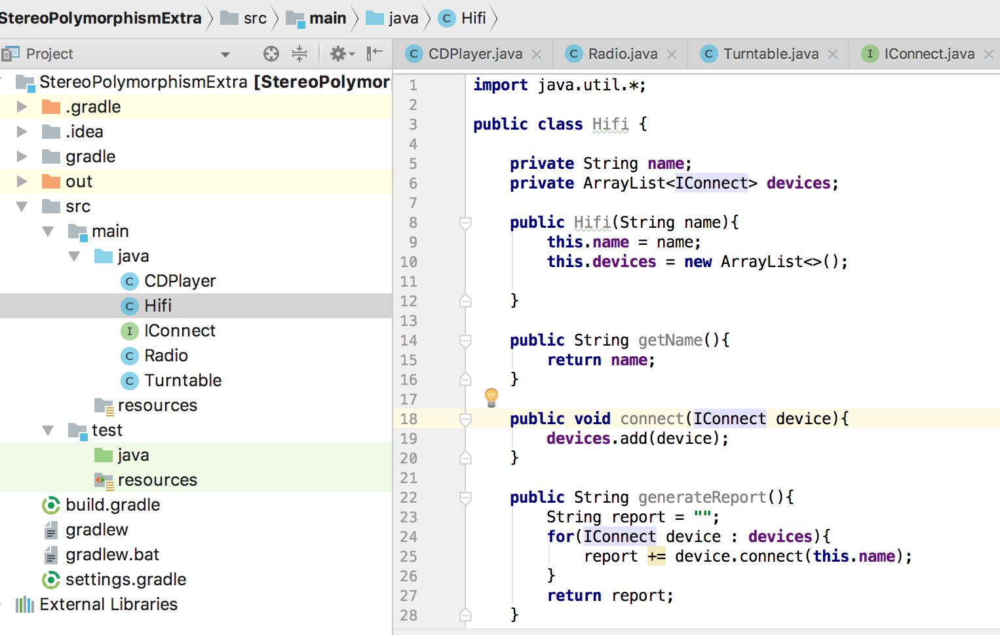 StereoPolymorphismExtra src main java C Hifi
Project
C CDPlayer.java C Radio.java C Turntable.java I IConnect.java
StereoPolymorphismExtra [StereoPolymor
.gradle
.idea
gradle
out
src
main
java
C CDPlayer
C Hifi
I IConnect
C Radio
C Turntable
resources
test
java
resources
build.gradle
gradlew
gradlew.bat
settings.gradle
External Libraries
1 import java.util.*;
2
3 public class Hifi {
4
5 private String name;
6 private ArrayList<IConnect> devices;
7
8 public Hifi(String name){
9 this.name = name;
10 this.devices = new ArrayList<>();
11
12 }
13
14 public String getName(){
15 return name;
16 }
17
18 public void connect(IConnect device){
19 devices.add(device);
20 }
21
22 public String generateReport(){
23 String report = "";
24 for(IConnect device : devices){
25 report += device.connect(this.name);
26 }
27 return report;
28 }